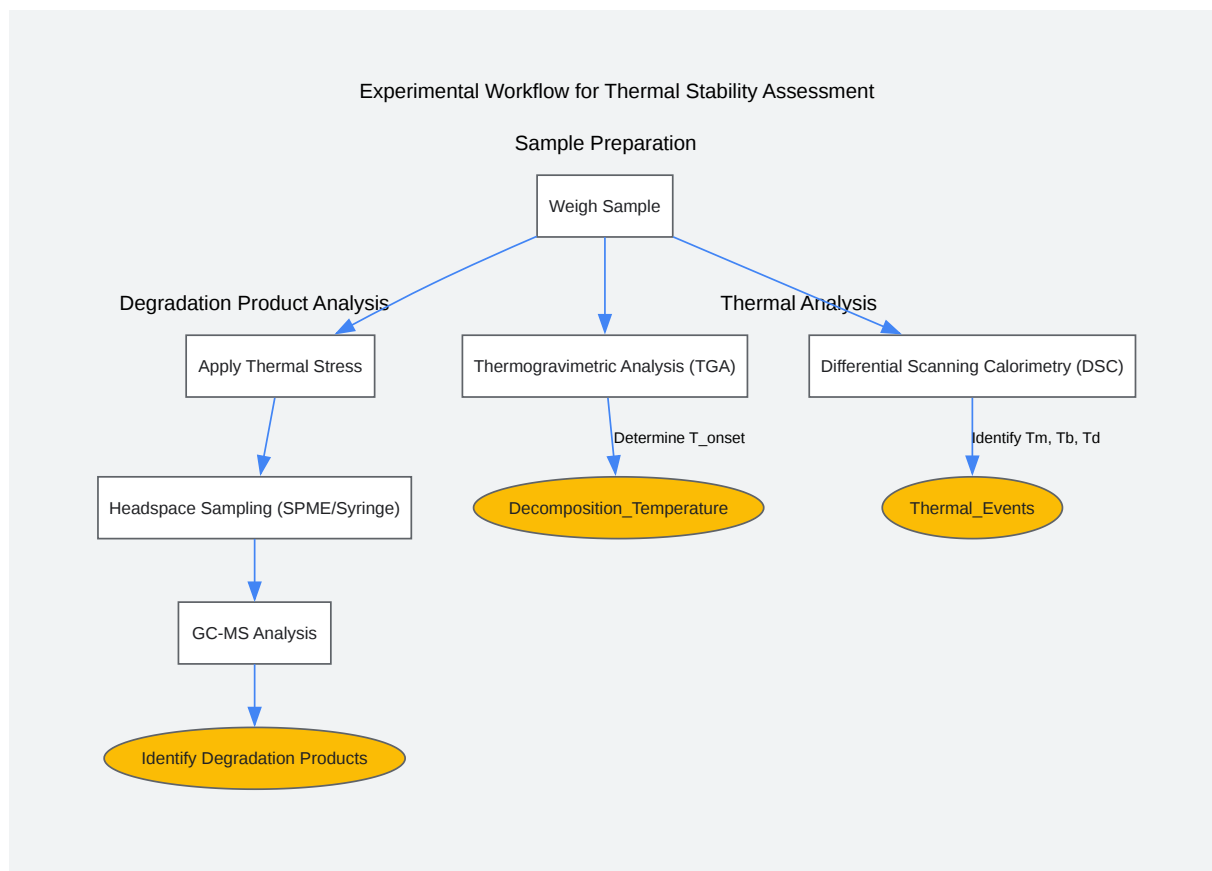 Experimental Workflow for Thermal Stability Assessment
Sample Preparation
Weigh Sample
Degradation Product Analysis
Thermal Analysis
Apply Thermal Stress
Thermogravimetric Analysis (TGA)
Differential Scanning Calorimetry (DSC)
Determine T_onset
Identify Tm, Tb, Td
Headspace Sampling (SPME/Syringe)
Decomposition_Temperature
Thermal_Events
GC-MS Analysis
Identify Degradation Products